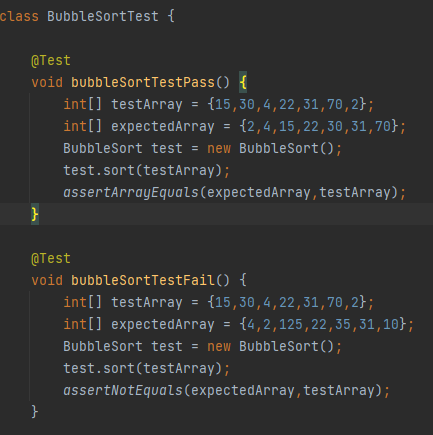 class BubbleSortTest {
@Test
void bubbleSortTestPass() {
int[] testArray = {15,30,4,22,31,70,2};
int[] expectedArray = {2,4,15,22,30,31,70};
BubbleSort test = new BubbleSort();
test.sort(testArray);
assertArrayEquals(expectedArray,testArray);
}
@Test
void bubbleSortTestFail() {
int[] testArray = {15,30,4,22,31,70,2};
int[] expectedArray = {4,2,125,22,35,31,10};
BubbleSort test = new BubbleSort();
test.sort(testArray);
assertNotEquals(expectedArray,testArray);
}